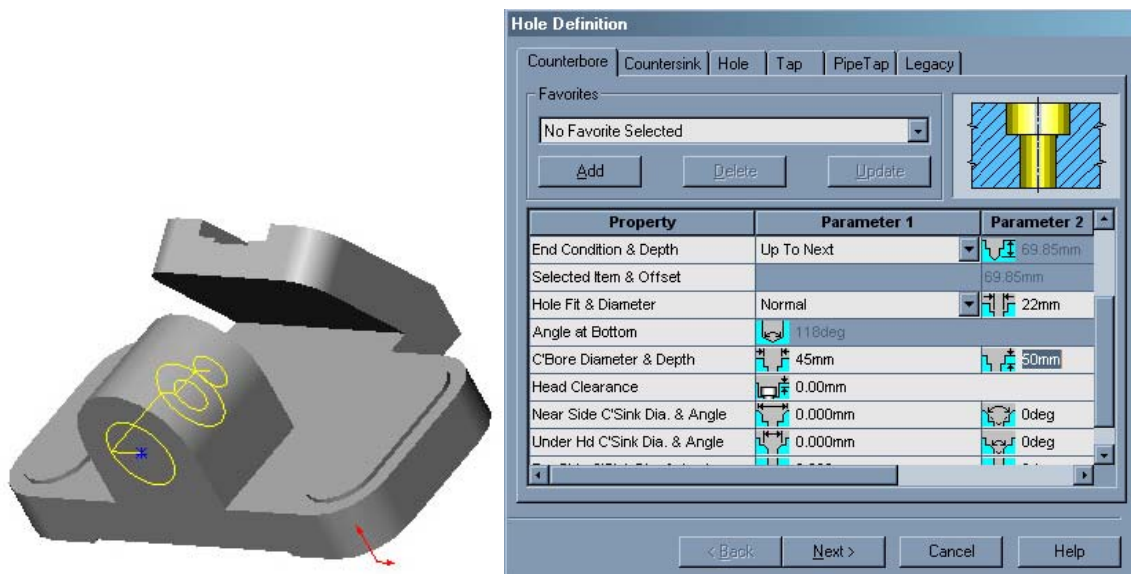 Hole Definition
Counterbore Countersink Hole Tap PipeTap Legacy
Favorites
No Favorite Selected
Add Delete Update
Property Parameter 1 Parameter 2
End Condition & Depth Up To Next 69.85mm
Selected Item & Offset 69.85mm
Hole Fit & Diameter Normal 22mm
Angle at Bottom 118deg
C'Bore Diameter & Depth 45mm 50mm
Head Clearance 0.00mm
Near Side C'Sink Dia. & Angle 0.000mm 0deg
Under Hd C'Sink Dia. & Angle 0.000mm 0deg
< Back Next > Cancel Help